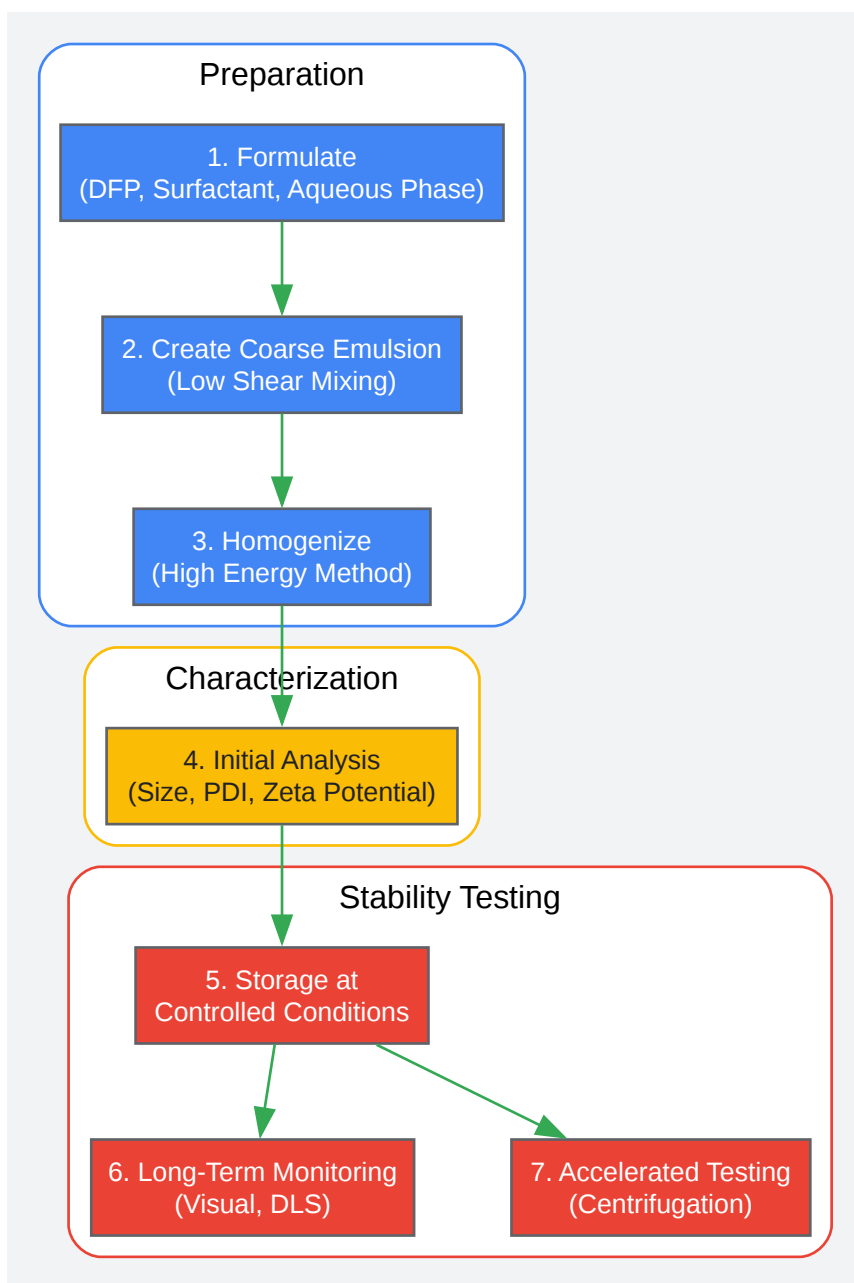 Preparation
1. Formulate
(DFP, Surfactant, Aqueous Phase)
2. Create Coarse Emulsion
(Low Shear Mixing)
3. Homogenize
(High Energy Method)
Characterization
4. Initial Analysis
(Size, PDI, Zeta Potential)
Stability Testing
5. Storage at
Controlled Conditions
6. Long-Term Monitoring
(Visual, DLS)
7. Accelerated Testing
(Centrifugation)